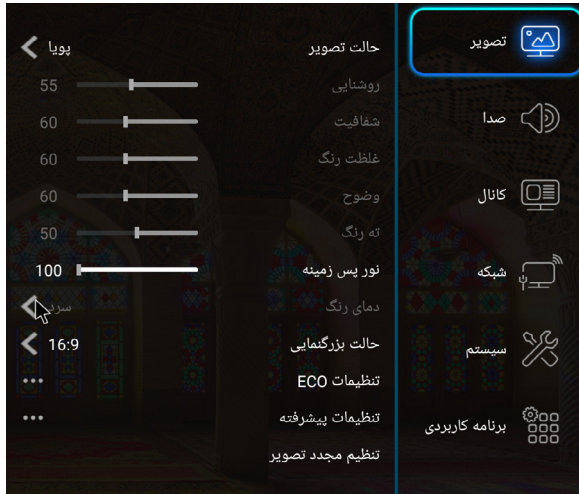 تصویر
صدا
کانال
شبکه
سیستم
برنامه کاربردی
حالت تصویر پویا
روشنایی 55
شفافیت 60
غلظت رنگ 60
وضوح 60
ته رنگ 50
نور پس زمینه 100
دمای رنگ سرد
حالت بزرگنمایی 16:9
تنظیمات ECO ...
تنظیمات پیشرفته ...
تنظیم مجدد تصویر